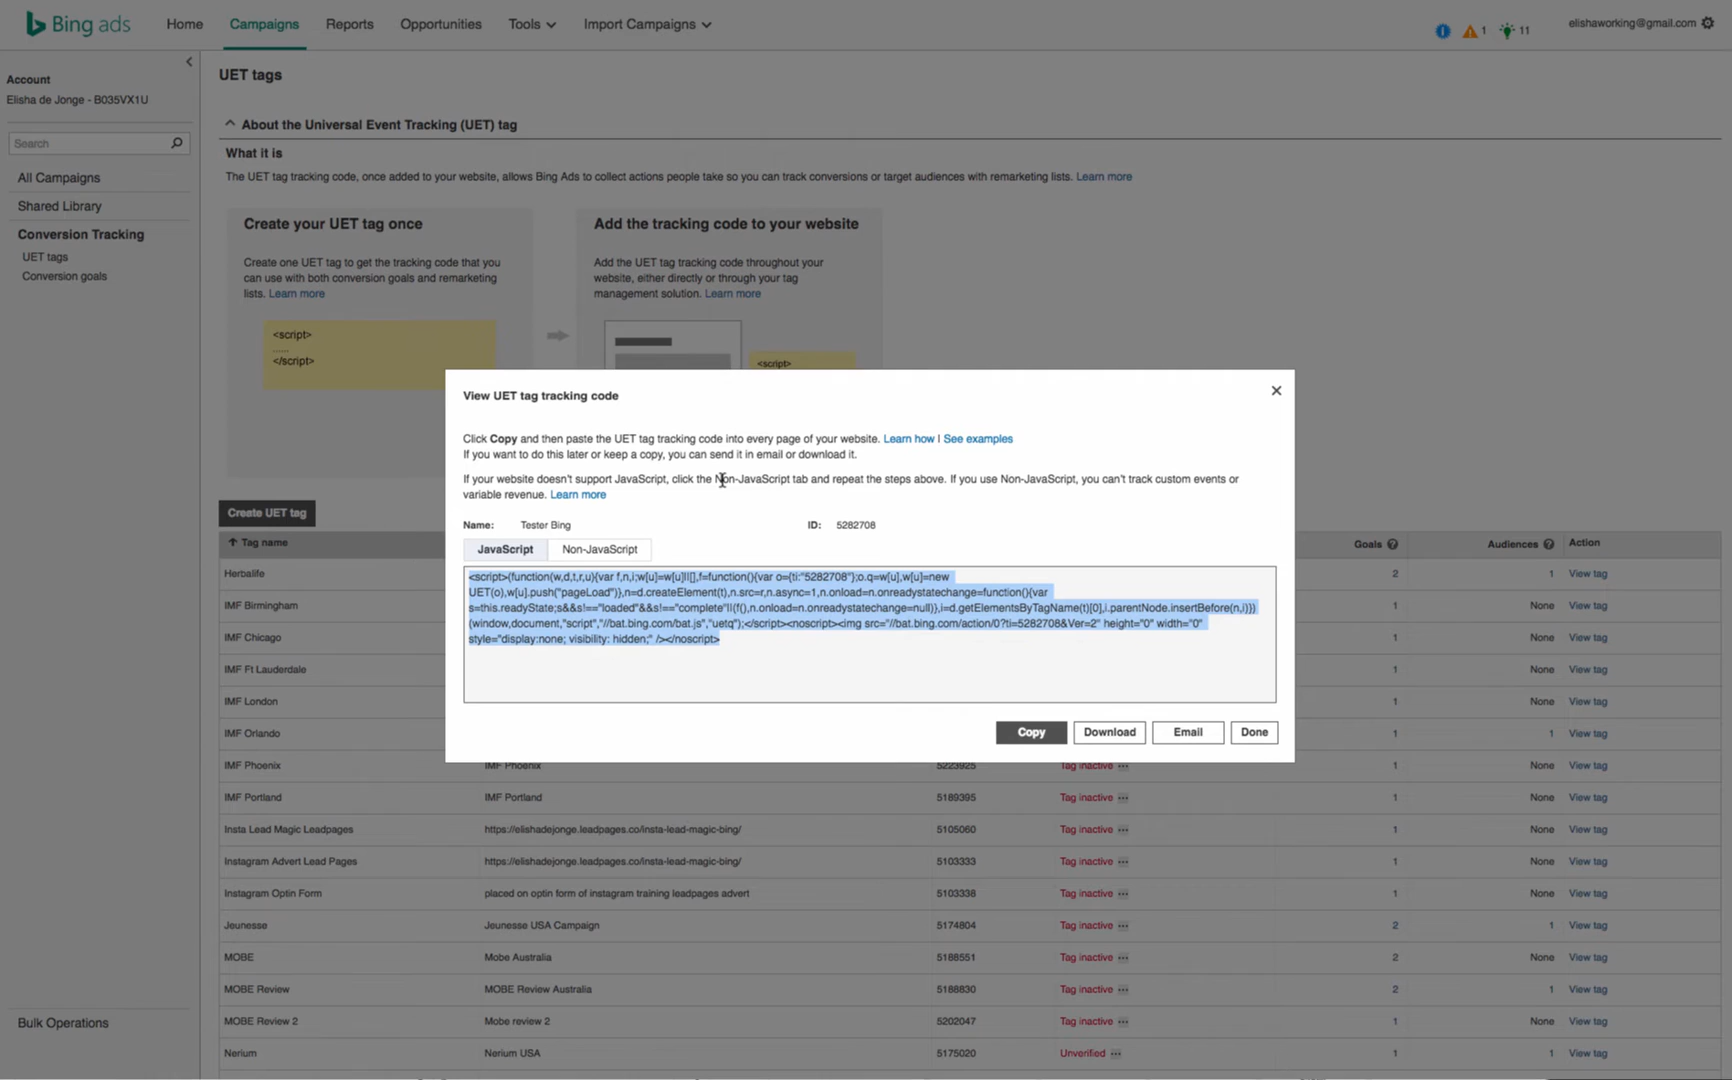 Bing ads
Home
Campaigns
Reports
Opportunities
Tools
Import Campaigns
1
11
elishaworking@gmail.com
Account
Elisha de Jonge - B035VX1U
Search
All Campaigns
Shared Library
Conversion Tracking
UET tags
Conversion goals
Bulk Operations
UET tags
About the Universal Event Tracking (UET) tag
What it is
The UET tag tracking code, once added to your website, allows Bing Ads to collect actions people take so you can track conversions or target audiences with remarketing lists. Learn more
Create your UET tag once
Create one UET tag to get the tracking code that you
can use with both conversion goals and remarketing
lists. Learn more
<script>
.....
</script>
Add the tracking code to your website
Add the UET tag tracking code throughout your
website, either directly or through your tag
management solution. Learn more
<script>
View UET tag tracking code
Click Copy and then paste the UET tag tracking code into every page of your website. Learn how | See examples
If you want to do this later or keep a copy, you can send it in email or download it.
If your website doesn't support JavaScript, click the Non-JavaScript tab and repeat the steps above. If you use Non-JavaScript, you can't track custom events or
variable revenue. Learn more
Name: Tester Bing ID: 5282708
JavaScript Non-JavaScript
<script>(function(w,d,t,r,u){var f,n,i;w[u]=w[u]||[],f=function(){var o={ti:"5282708"};o.q=w[u],w[u]=new
UET(o),w[u].push("pageLoad")},n=d.createElement(t),n.src=r,n.async=1,n.onload=n.onreadystatechange=function(){var
s=this.readyState;s&&s!=="loaded"&&s!=="complete"||(f(),n.onload=n.onreadystatechange=null)},i=d.getElementsByTagName(t)[0],i.parentNode.insertBefore(n,i)})
(window,document,"script","//bat.bing.com/bat.js","uetq");</script><noscript><img src="//bat.bing.com/action/0?ti=5282708&Ver=2" height="0" width="0"
style="display:none; visibility: hidden;" /></noscript>
Copy Download Email Done
Create UET tag
Tag name Goals Audiences Action
Herbalife 2 1 View tag
IMF Birmingham 1 None View tag
IMF Chicago 1 None View tag
IMF Ft Lauderdale 1 None View tag
IMF London 1 None View tag
IMF Orlando 1 1 View tag
IMF Phoenix IMF Phoenix 5223925 Tag inactive ... 1 None View tag
IMF Portland IMF Portland 5189395 Tag inactive ... 1 None View tag
Insta Lead Magic Leadpages https://elishadejonge.leadpages.co/insta-lead-magic-bing/ 5105060 Tag inactive ... 1 None View tag
Instagram Advert Lead Pages https://elishadejonge.leadpages.co/insta-lead-magic-bing/ 5103333 Tag inactive ... 1 None View tag
Instagram Optin Form placed on optin form of instagram training leadpages advert 5103338 Tag inactive ... 1 None View tag
Jeunesse Jeunesse USA Campaign 5174804 Tag inactive ... 2 1 View tag
MOBE Mobe Australia 5188551 Tag inactive ... 2 None View tag
MOBE Review MOBE Review Australia 5188830 Tag inactive ... 2 1 View tag
MOBE Review 2 Mobe review 2 5202047 Tag inactive ... 1 None View tag
Nerium Nerium USA 5175020 Unverified ... 1 1 View tag